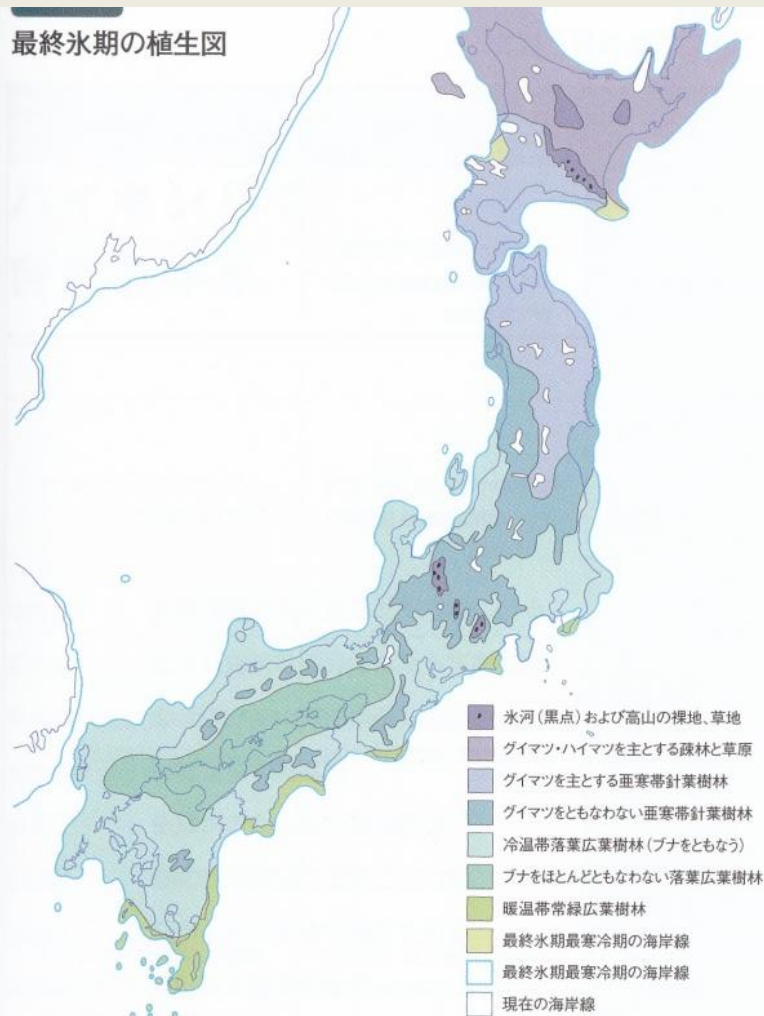 最終氷期の植生図
氷河（黒点）および高山の裸地、草地
グイマツ・ハイマツを主とする疎林と草原
グイマツを主とする亜寒帯針葉樹林
グイマツをともなわない亜寒帯針葉樹林
冷温帯落葉広葉樹林（ブナをともなう）
ブナをほとんどともなわない落葉広葉樹林
暖温帯常緑広葉樹林
最終氷期最寒冷期の海岸線
最終氷期最寒冷期の海岸線
現在の海岸線